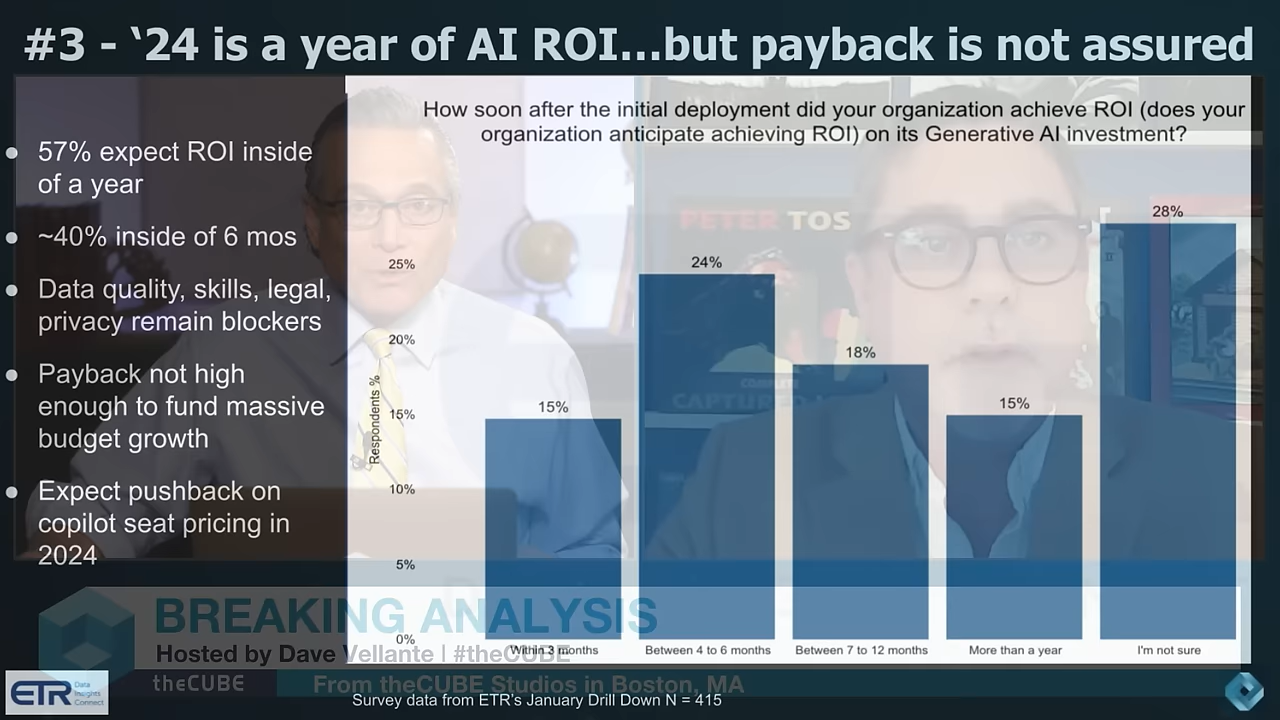 #3 - ‘24 is a year of AI ROI...but payback is not assured
57% expect ROI inside
of a year
~40% inside of 6 mos
Data quality, skills, legal,
privacy remain blockers
Payback not high
enough to fund massive
budget growth
Expect pushback on
copilot seat pricing in
2024
How soon after the initial deployment did your organization achieve ROI (does your
organization anticipate achieving ROI) on its Generative AI investment?
PETER TOS
CAPTURED
Respondents %
25%
20%
15%
10%
5%
0%
15%
24%
18%
15%
28%
Within 3 months
Between 4 to 6 months
Between 7 to 12 months
More than a year
I'm not sure
BREAKING ANALYSIS
Hosted by Dave Vellante | #theCUBE
theCUBE
From theCUBE Studios in Boston, MA
ETR Data
Insights
Connect
Survey data from ETR's January Drill Down N = 415